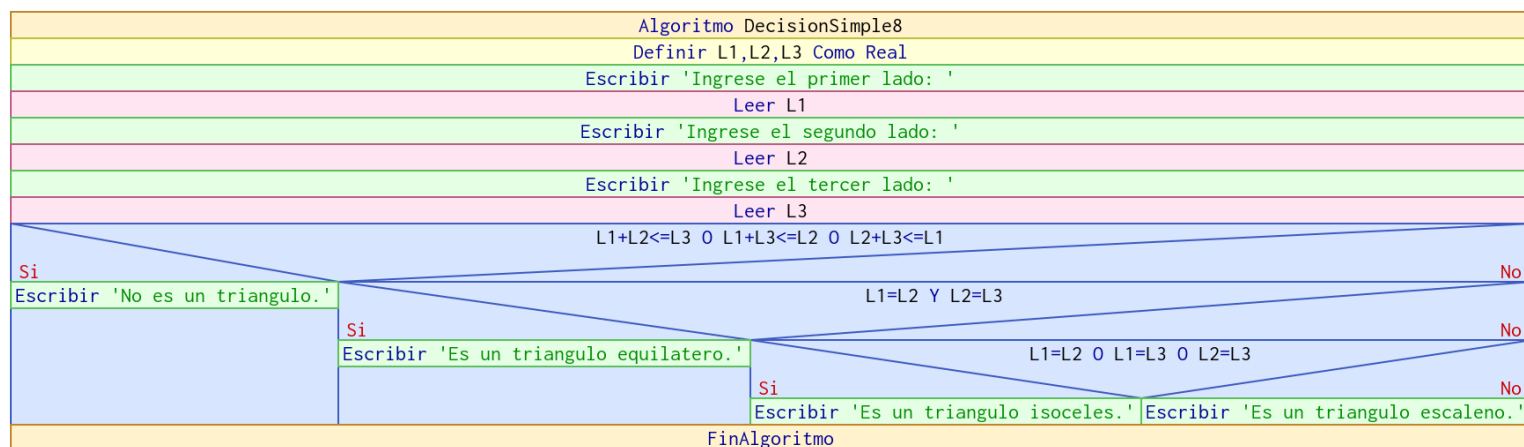 Algoritmo DecisionSimple8
Definir L1,L2,L3 Como Real
Escribir 'Ingrese el primer lado: '
Leer L1
Escribir 'Ingrese el segundo lado: '
Leer L2
Escribir 'Ingrese el tercer lado: '
Leer L3
L1+L2<=L3 O L1+L3<=L2 O L2+L3<=L1
Si No
Escribir 'No es un triangulo.' L1=L2 Y L2=L3
Si No
Escribir 'Es un triangulo equilatero.' L1=L2 O L1=L3 O L2=L3
Si No
Escribir 'Es un triangulo isoceles.' Escribir 'Es un triangulo escaleno.'
FinAlgoritmo